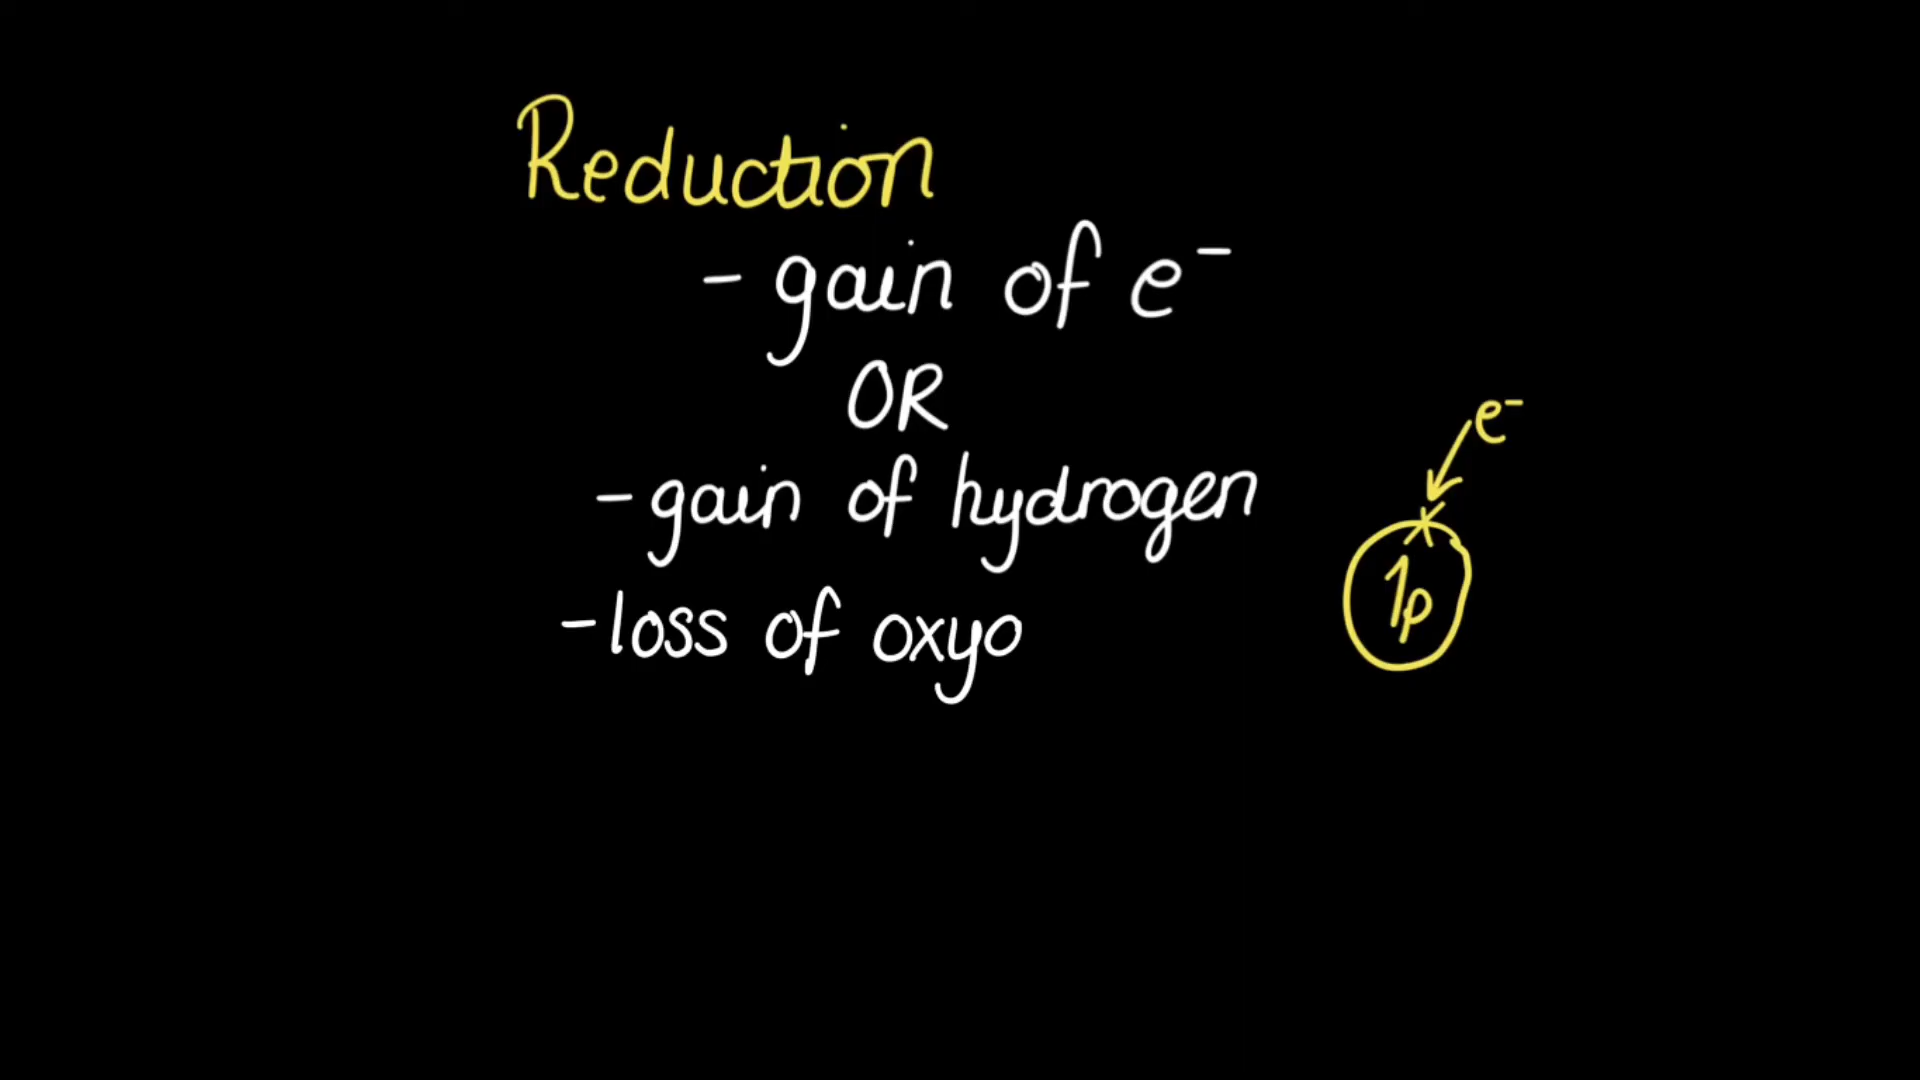 Reduction
- gain of e⁻
OR
- gain of hydrogen
- loss of oxyo
e⁻
1p